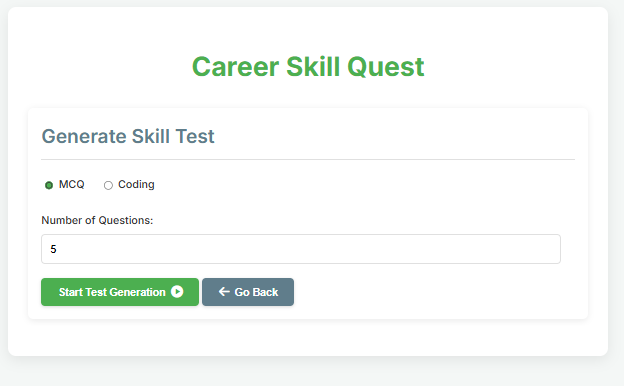 Career Skill Quest
Generate Skill Test
MCQ Coding
Number of Questions:
5
Start Test Generation Go Back